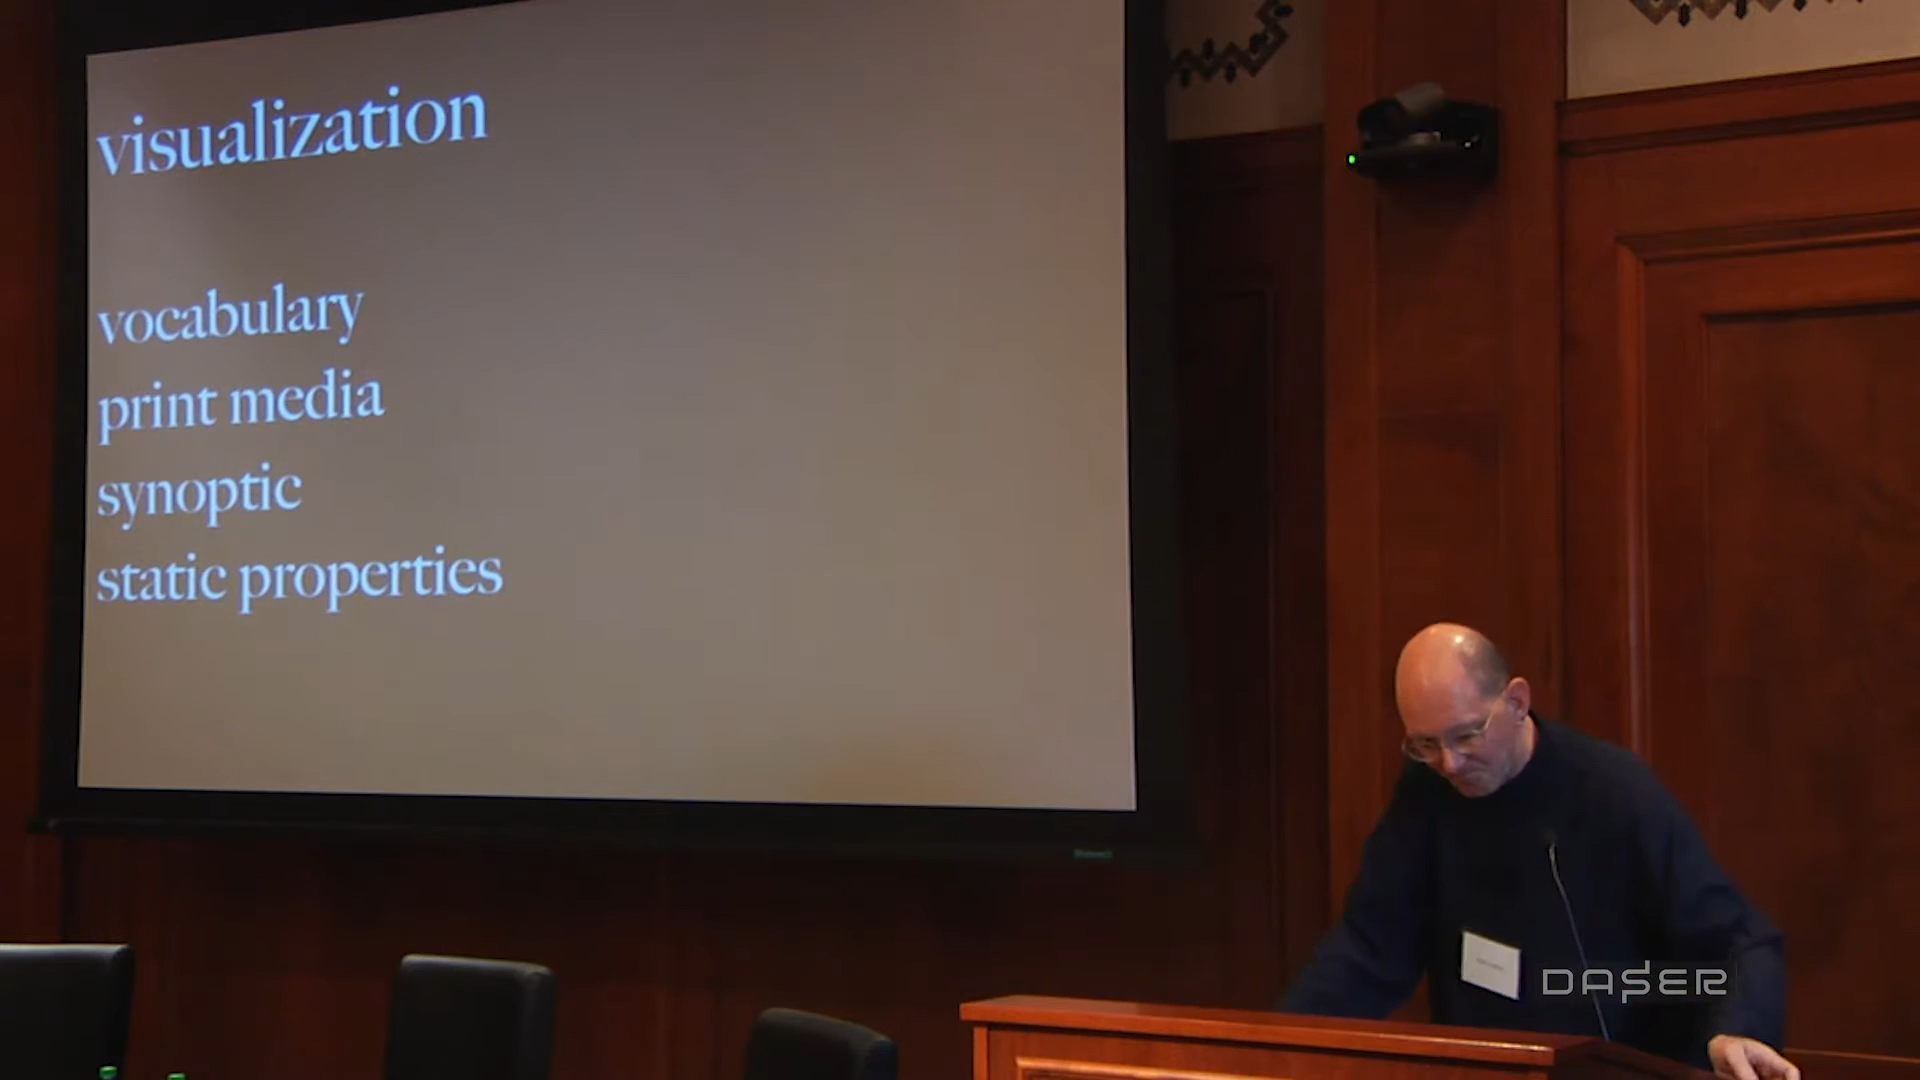 visualization
vocabulary
print media
synoptic
static properties
DASER